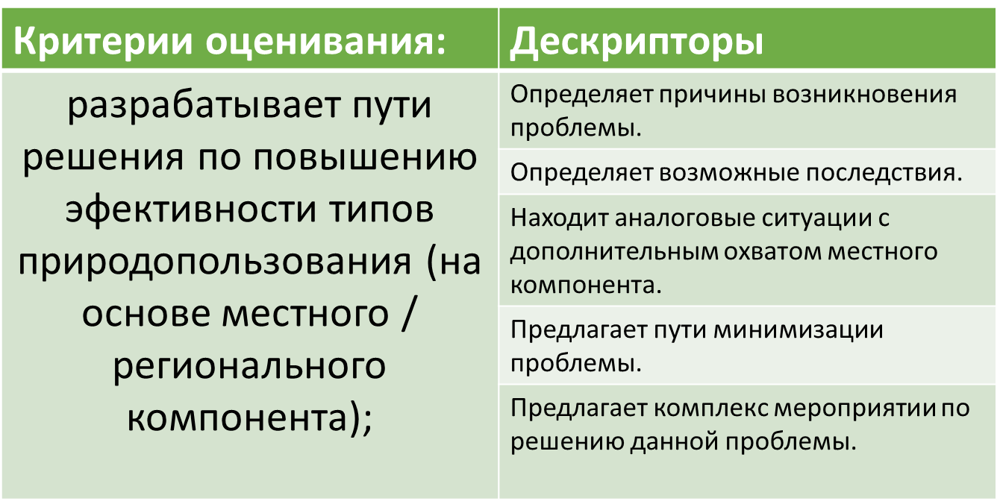 Критерии оценивания:
Дескрипторы
разрабатывает пути
решения по повышению
эфективности типов
природопользования (на
основе местного /
регионального
компонента);
Определяет причины возникновения
проблемы.
Определяет возможные последствия.
Находит аналоговые ситуации с
дополнительным охватом местного
компонента.
Предлагает пути минимизации
проблемы.
Предлагает комплекс мероприятии по
решению данной проблемы.